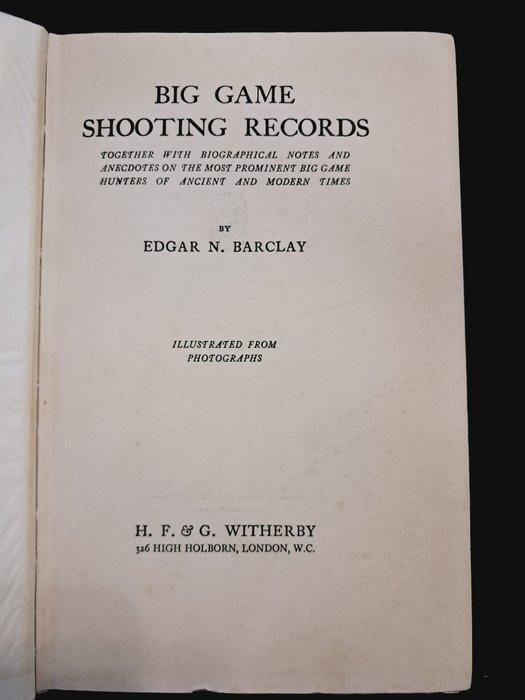 BIG GAME
SHOOTING RECORDS
TOGETHER WITH BIOGRAPHICAL NOTES AND
ANECDOTES ON THE MOST PROMINENT BIG GAME
HUNTERS OF ANCIENT AND MODERN TIMES
BY
EDGAR N. BARCLAY
ILLUSTRATED FROM
PHOTOGRAPHS
H. F. & G. WITHERBY
326 HIGH HOLBORN, LONDON, W.C.